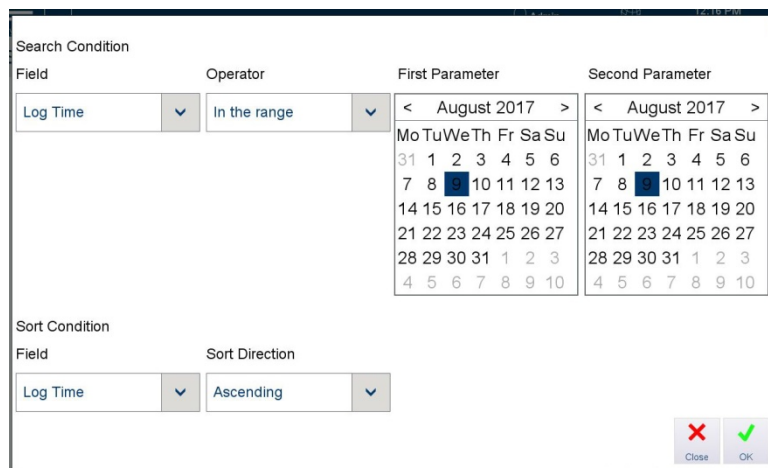 12:16 PM
Search Condition
Field Operator First Parameter Second Parameter
Log Time In the range
< August 2017 > < August 2017 >
Mo Tu We Th Fr Sa Su Mo Tu We Th Fr Sa Su
31 1 2 3 4 5 6 31 1 2 3 4 5 6
7 8 9 10 11 12 13 7 8 9 10 11 12 13
14 15 16 17 18 19 20 14 15 16 17 18 19 20
21 22 23 24 25 26 27 21 22 23 24 25 26 27
28 29 30 31 1 2 3 28 29 30 31 1 2 3
4 5 6 7 8 9 10 4 5 6 7 8 9 10
Sort Condition
Field Sort Direction
Log Time Ascending
Close OK